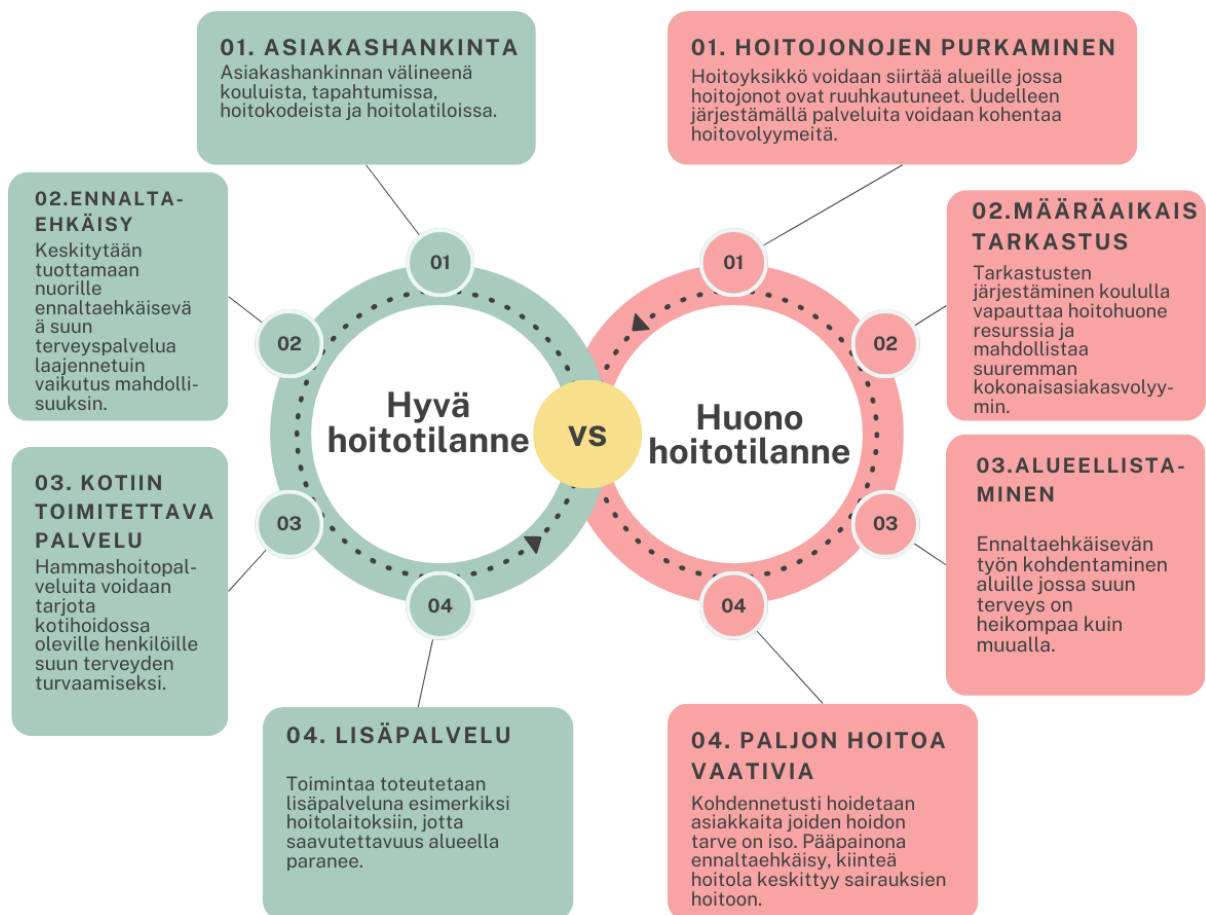 01. ASIAKASHANKINTA
Asiakashankinnan välineenä
kouluista, tapahtumissa,
hoitokodeista ja hoitolatiloissa.
02.ENNALTA-
EHKÄISY
Keskitytään
tuottamaan
nuorille
ennaltaehkäisevä
ä suun
terveyspalvelua
laajennetuin
vaikutus mahdolli-
suuksin.
03. KOTIIN
TOIMITETTAVA
PALVELU
Hammashoitopal-
veluita voidaan
tarjota
kotihoidossa
oleville henkilöille
suun terveyden
turvaamiseksi.
04. LISÄPALVELU
Toimintaa toteutetaan
lisäpalveluna esimerkiksi
hoitolaitoksiin, jotta
saavutettavuus alueella
paranee.
01
02
03
04
Hyvä
hoitotilanne
vs
Huono
hoitotilanne
01
02
03
04
01. HOITOJONOJEN PURKAMINEN
Hoitoyksikkö voidaan siirtää alueille jossa
hoitojonot ovat ruuhkautuneet. Uudelleen
järjestämällä palveluita voidaan kohentaa
hoitovolyymeitä.
02.MÄÄRÄAIKAIS
TARKASTUS
Tarkastusten
järjestäminen koululla
vapauttaa hoitohuone
resurssia ja
mahdollistaa
suuremman
kokonaisasiakasvolyy-
min.
03.ALUEELLISTA-
MINEN
Ennaltaehkäisevän
työn kohdentaminen
aluille jossa suun
terveys on
heikompaa kuin
muualla.
04. PALJON HOITOA
VAATIVIA
Kohdennetusti hoidetaan
asiakkaita joiden hoidon
tarve on iso. Pääpainona
ennaltaehkäisy, kiinteä
hoitola keskittyy sairauksien
hoitoon.